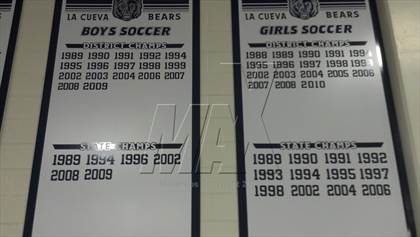 LA CUEVA BEARS
BOYS SOCCER
DISTRICT CHAMPS
1989 1990 1991 1992 1994
1995 1996 1997 1998 1999
2002 2003 2004 2006 2007
2008 2009
STATE CHAMPS
1989 1994 1996 2002
2008 2009
LA CUEVA BEARS
GIRLS SOCCER
DISTRICT CHAMPS
1988 1989 1990 1991 1994
1995 1996 1997 1998
2002 2003 2004 2005 2006
2007 2008 2010
STATE CHAMPS
1989 1990 1991 1992
1993 1994 1995 1997
1998 2002 2004 2006
MAX